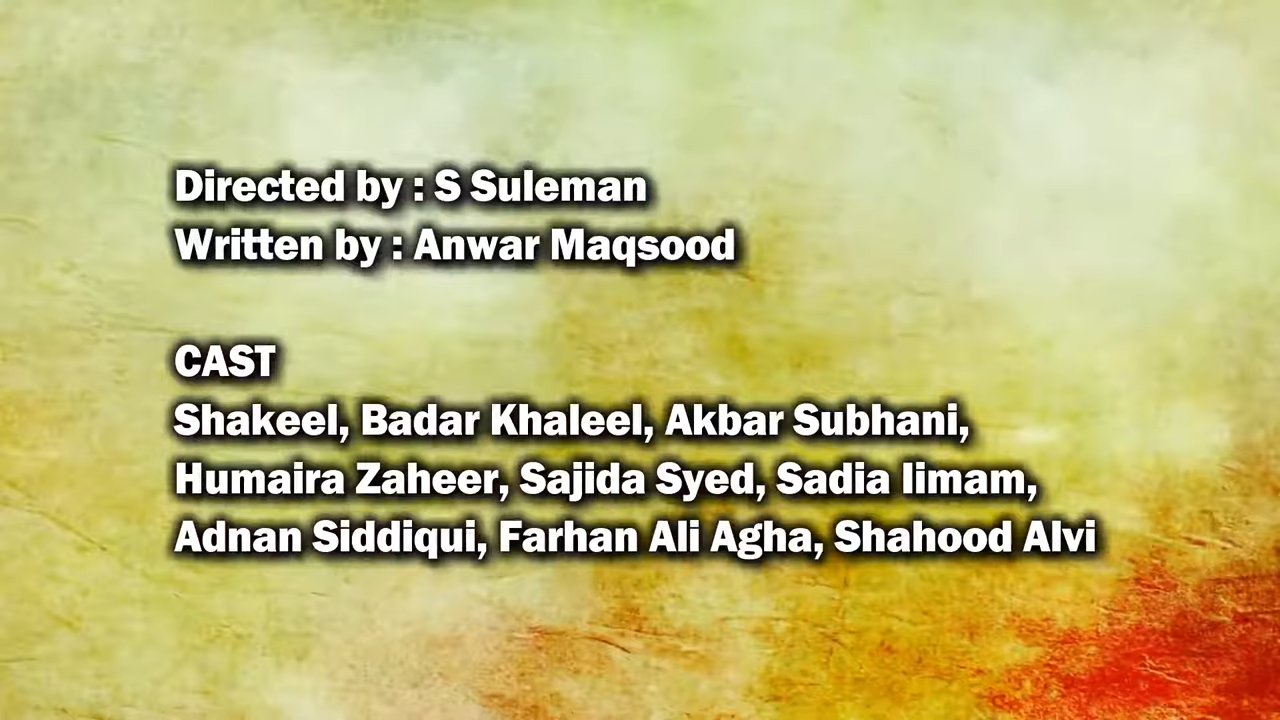 Directed by : S Suleman
Written by : Anwar Maqsood
CAST
Shakeel, Badar Khaleel, Akbar Subhani,
Humaira Zaheer, Sajida Syed, Sadia Iimam,
Adnan Siddiqui, Farhan Ali Agha, Shahood Alvi